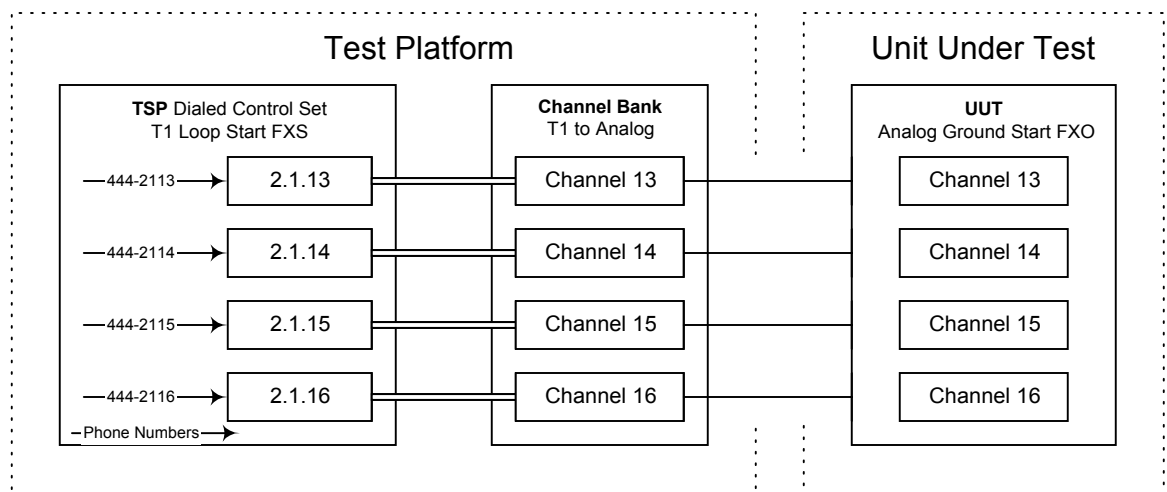 Test Platform
Unit Under Test
TSP Dialed Control Set
T1 Loop Start FXS
Channel Bank
T1 to Analog
UUT
Analog Ground Start FXO
444-2113
2.1.13
Channel 13
Channel 13
444-2114
2.1.14
Channel 14
Channel 14
444-2115
2.1.15
Channel 15
Channel 15
444-2116
2.1.16
Channel 16
Channel 16
Phone Numbers